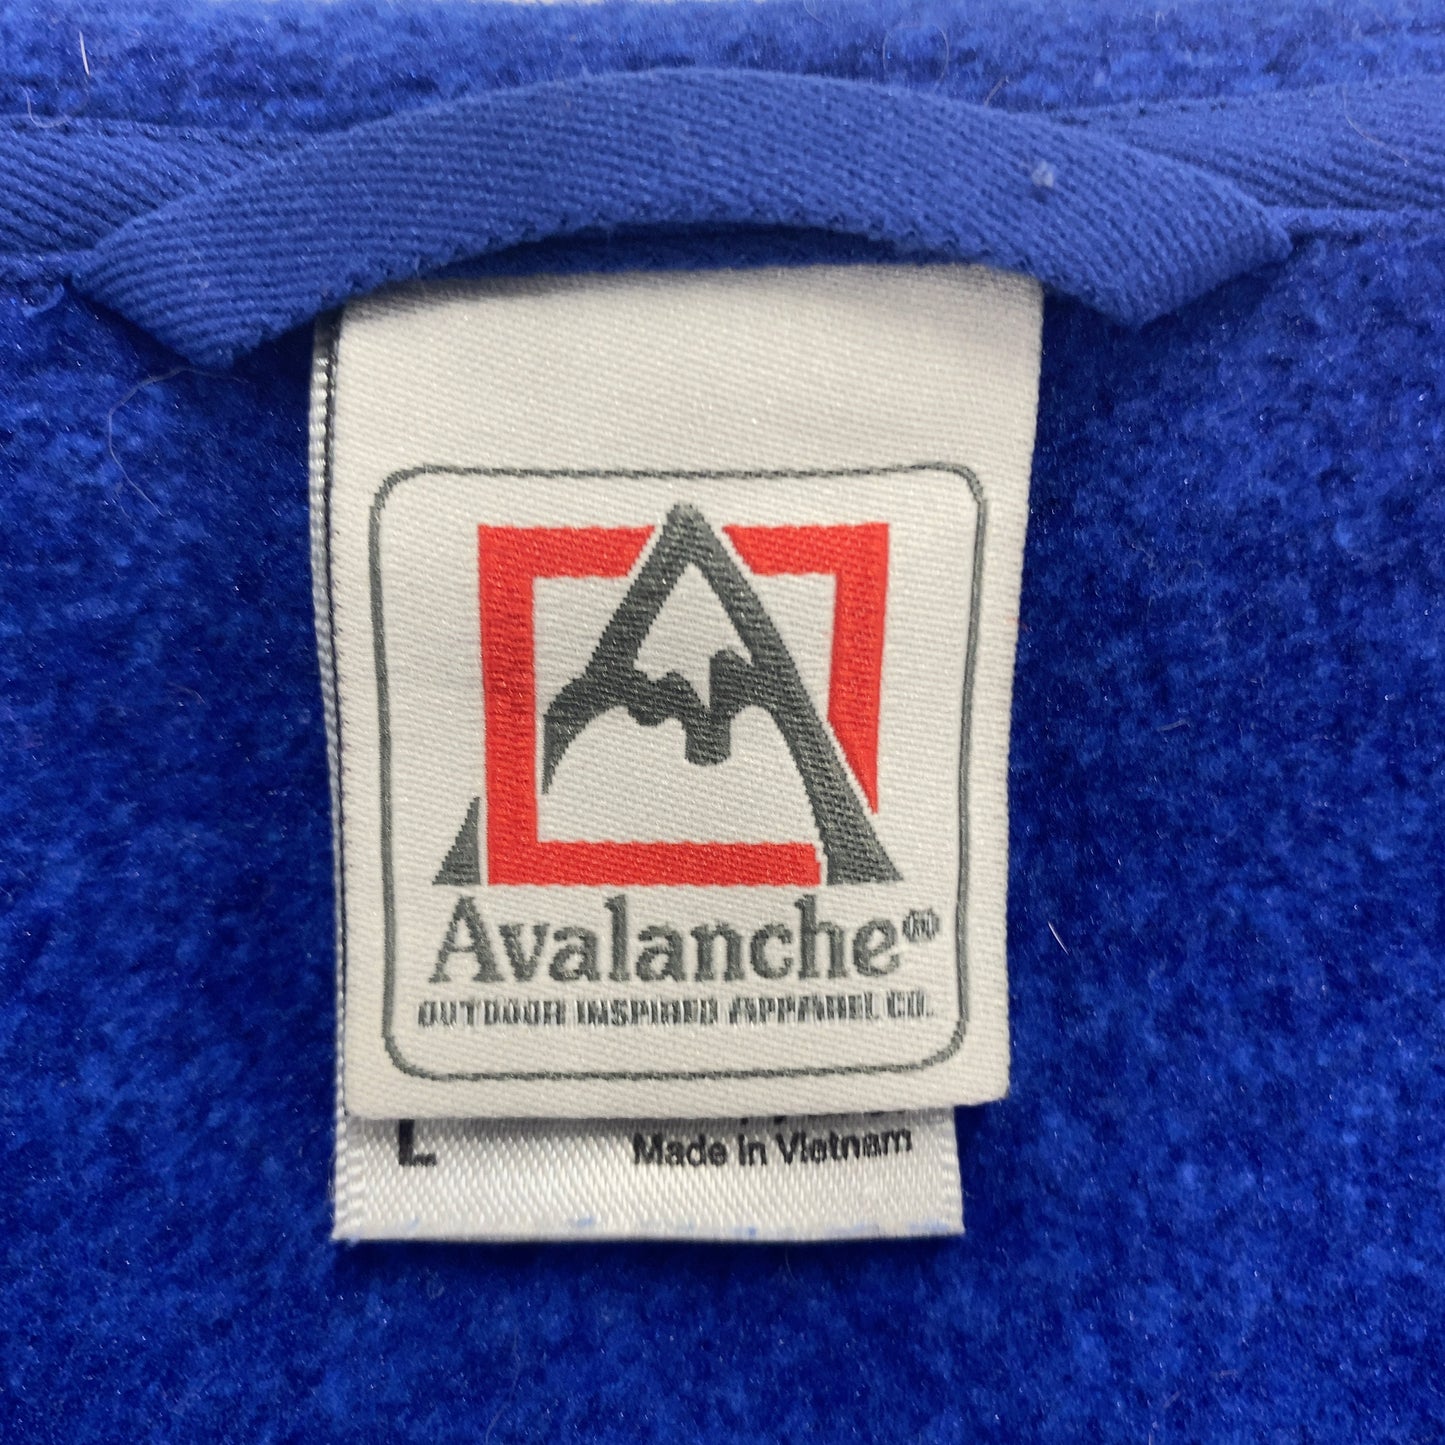 Avalanche®
OUTDOOR INSPIRED APPAREL CO.
L
Made in Vietnam